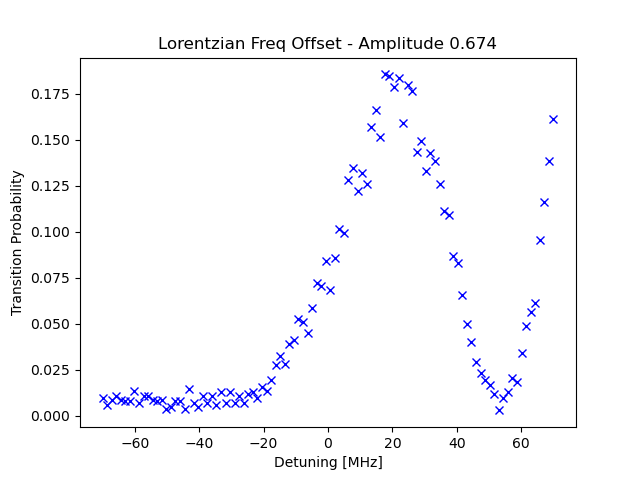 Lorentzian Freq Offset - Amplitude 0.674
Transition Probability
0.175
0.150
0.125
0.100
0.075
0.050
0.025
0.000
−60 −40 −20 0 20 40 60
Detuning [MHz]